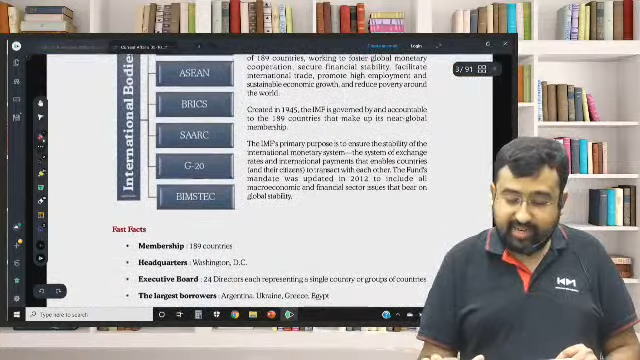 Current Affairs 30-10...
Login
3 / 91
International Bodies
ASEAN
BRICS
SAARC
G-20
BIMSTEC
of 189 countries, working to foster global monetary
cooperation, secure financial stability, facilitate
international trade, promote high employment and
sustainable economic growth, and reduce poverty around
the world.
Created in 1945, the IMF is governed by and accountable
to the 189 countries that make up its near-global
membership.
The IMF's primary purpose is to ensure the stability of the
international monetary system—the system of exchange
rates and international payments that enables countries
(and their citizens) to transact with each other. The Fund's
mandate was updated in 2012 to include all
macroeconomic and financial sector issues that bear on
global stability.
Fast Facts
• Membership : 189 countries
• Headquarters : Washington, D.C.
• Executive Board : 24 Directors each representing a single country or groups of countries
• The largest borrowers : Argentina, Ukraine, Greece, Egypt
Type here to search